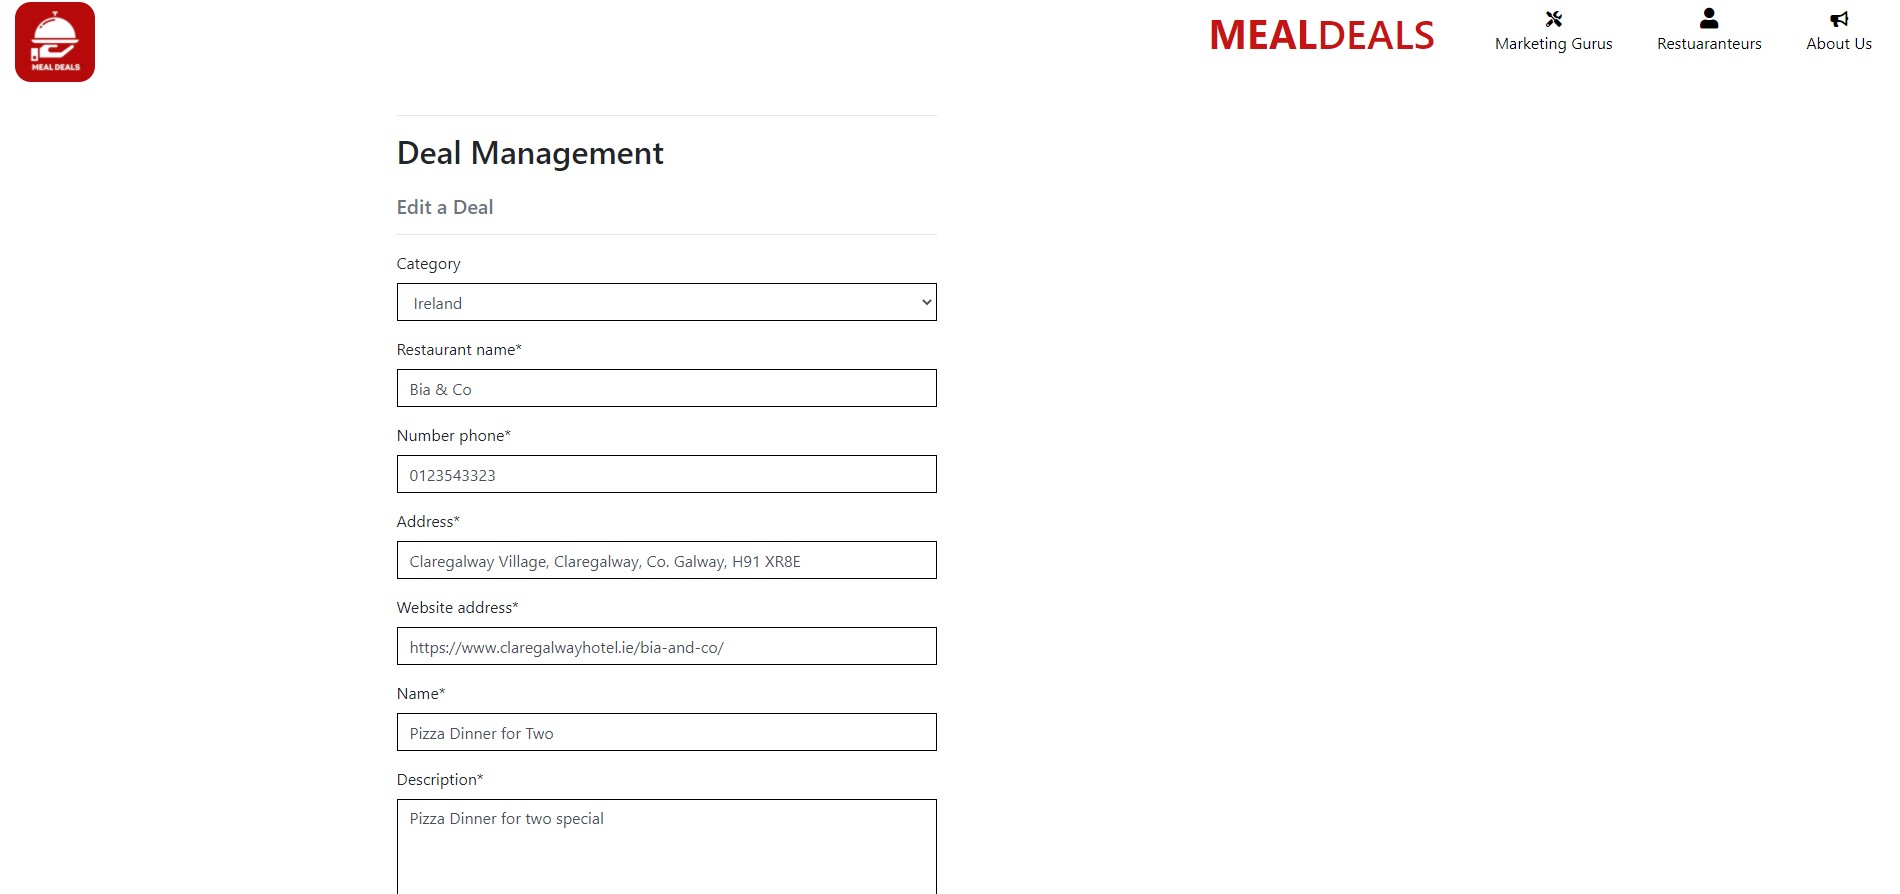 MEAL DEALS
MEALDEALS
Marketing Gurus
Restuaranteurs
About Us
Deal Management
Edit a Deal
Category
Ireland
Restaurant name*
Bia & Co
Number phone*
0123543323
Address*
Claregalway Village, Claregalway, Co. Galway, H91 XR8E
Website address*
https://www.claregalwayhotel.ie/bia-and-co/
Name*
Pizza Dinner for Two
Description*
Pizza Dinner for two special